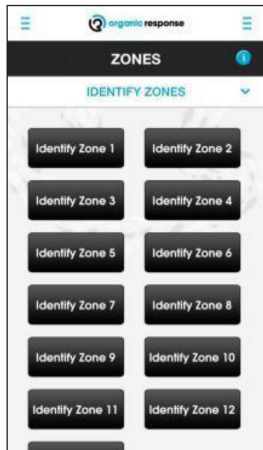 organic response
ZONES
IDENTIFY ZONES
Identify Zone 1
Identify Zone 2
Identify Zone 3
Identify Zone 4
Identify Zone 5
Identify Zone 6
Identify Zone 7
Identify Zone 8
Identify Zone 9
Identify Zone 10
Identify Zone 11
Identify Zone 12